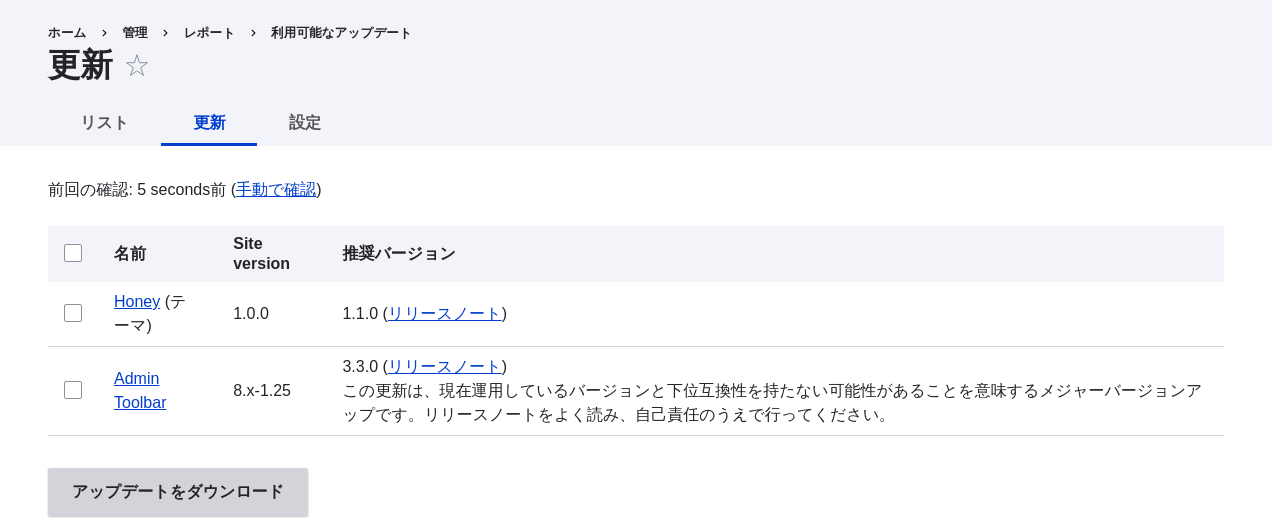 ホーム › 管理 › レポート › 利用可能なアップデート
更新 ☆
リスト 更新 設定
前回の確認: 5 seconds前 (手動で確認)
名前 Site version 推奨バージョン
Honey (テーマ) 1.0.0 1.1.0 (リリースノート)
Admin Toolbar 8.x-1.25 3.3.0 (リリースノート)
この更新は、現在運用しているバージョンと下位互換性を持たない可能性があることを意味するメジャーバージョンア
ップです。リリースノートをよく読み、自己責任のうえで行ってください。
アップデートをダウンロード